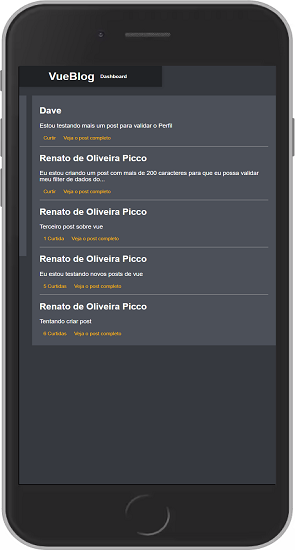 VueBlog Dashboard
Dave
Estou testando mais um post para validar o Perfil
Curtir Veja o post completo
Renato de Oliveira Picco
Eu estou criando um post com mais de 200 caracteres para que eu possa validar
meu filter de dados do...
Curtir Veja o post completo
Renato de Oliveira Picco
Terceiro post sobre vue
1 Curtida Veja o post completo
Renato de Oliveira Picco
Eu estou testando novos posts de vue
5 Curtidas Veja o post completo
Renato de Oliveira Picco
Tentando criar post
6 Curtidas Veja o post completo